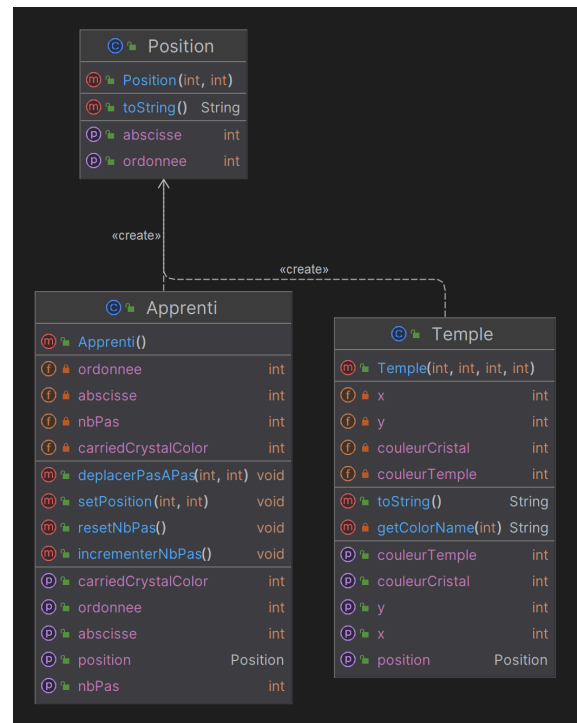 Position
Position(int, int)
toString() String
abscisse int
ordonnee int
«create»
«create»
Apprenti
Apprenti()
ordonnee int
abscisse int
nbPas int
carriedCrystalColor int
deplacerPasAPas(int, int) void
setPosition(int, int) void
resetNbPas() void
incrementerNbPas() void
carriedCrystalColor int
ordonnee int
abscisse int
position Position
nbPas int
Temple
Temple(int, int, int, int)
x int
y int
couleurCristal int
couleurTemple int
toString() String
getColorName(int) String
couleurTemple int
couleurCristal int
y int
x int
position Position